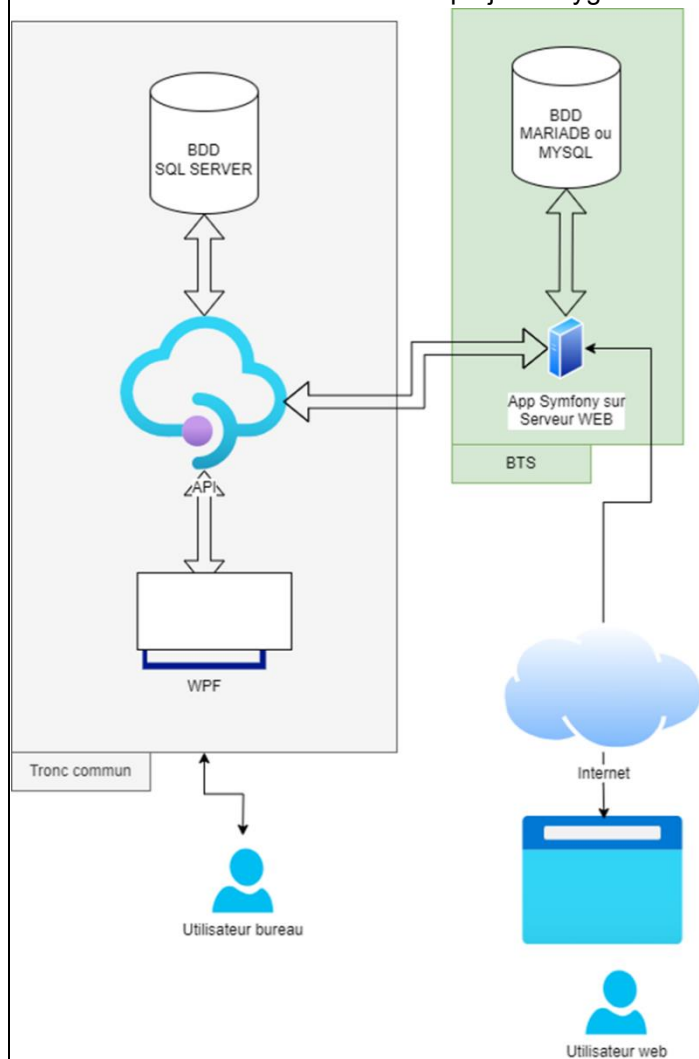 BDD
SQL SERVER
BDD
MARIADB ou
MYSQL
App Symfony sur
Serveur WEB
BTS
API
WPF
Tronc commun
Internet
Utilisateur bureau
Utilisateur web